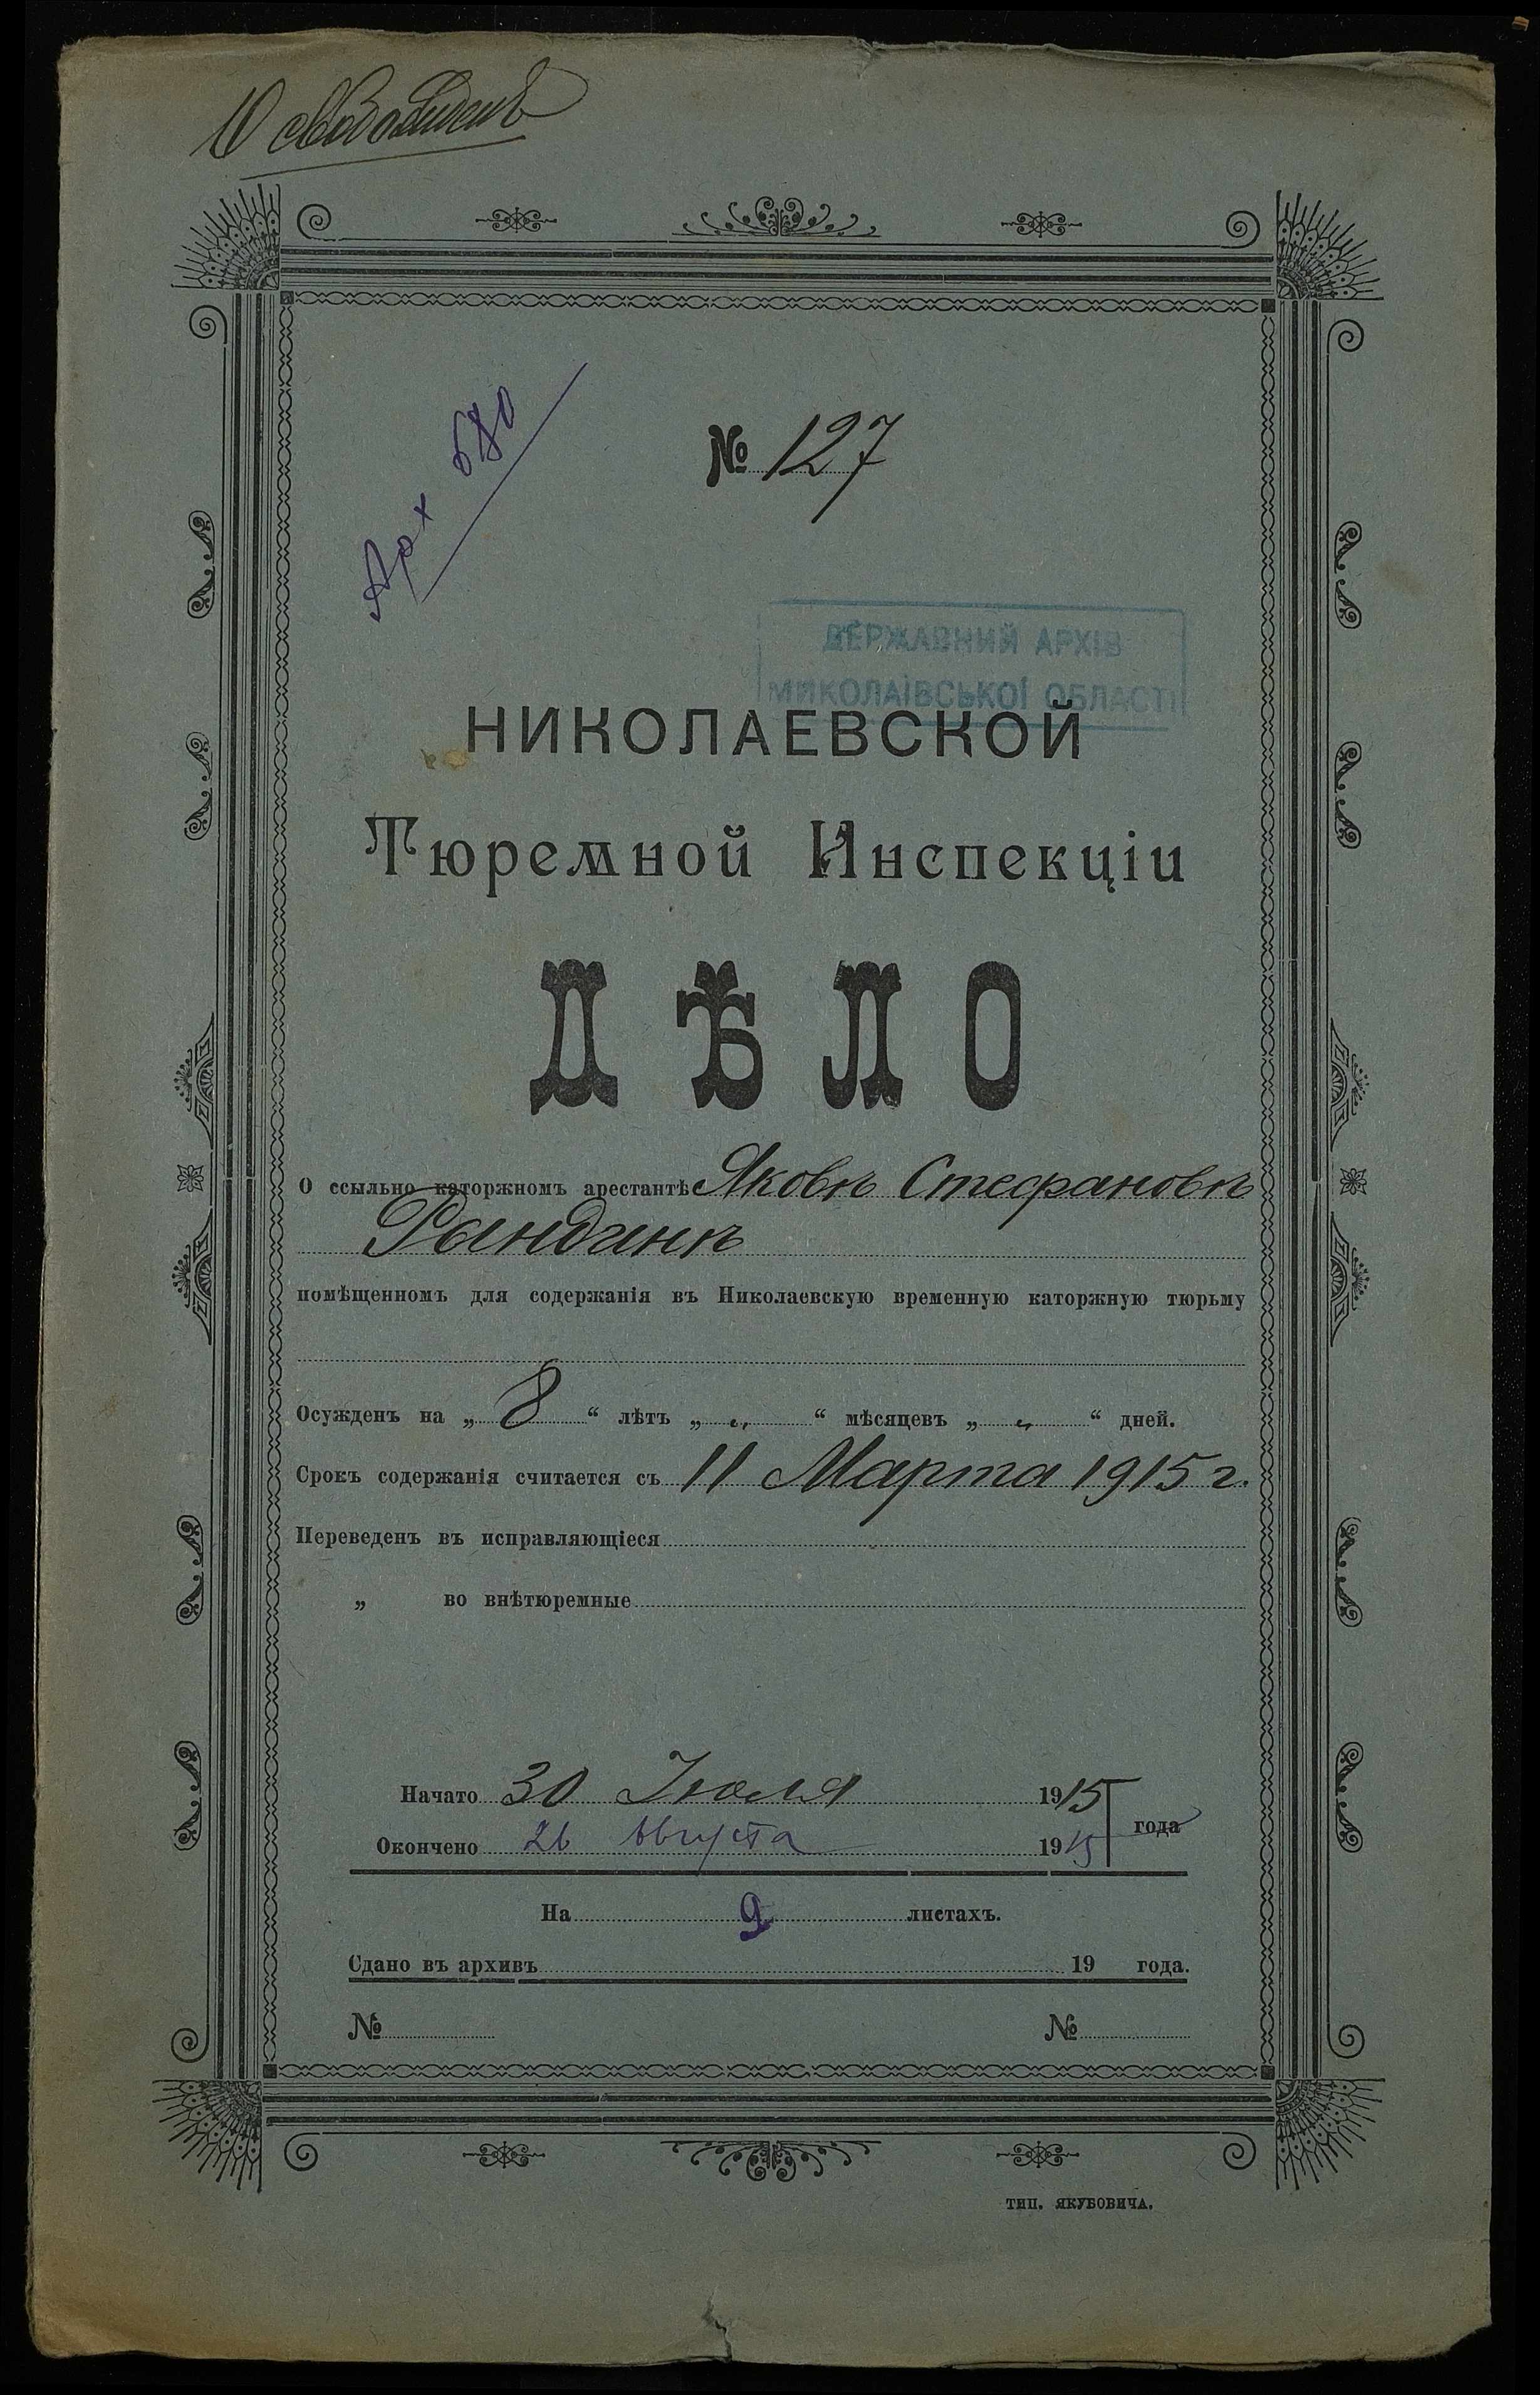 Освобожденъ
Арх 680
№ 127
ДЕРЖАВНИЙ АРХІВ
МИКОЛАЇВСЬКОЇ ОБЛАСТІ
НИКОЛАЕВСКОЙ
Тюремной Инспекціи
ДѢЛО
О ссыльно каторжномъ арестантѣ Яковѣ Стефановѣ
Рандинѣ
помѣщенномъ для содержанія въ Николаевскую временную каторжную тюрьму
Осужденъ на „ 8 “ лѣтъ „ „ “ мѣсяцевъ „ „ “ дней.
Срокъ содержанія считается съ 11 Марта 1915 г.
Переведенъ въ исправляющіеся
„ во внѣтюремные
Начато 30 Іюля 1915
года
Окончено 26 Августа 1915
На 9 листахъ.
Сдано въ архивъ 19 года.
№ №
ТИП. ЯКУБОВИЧА.